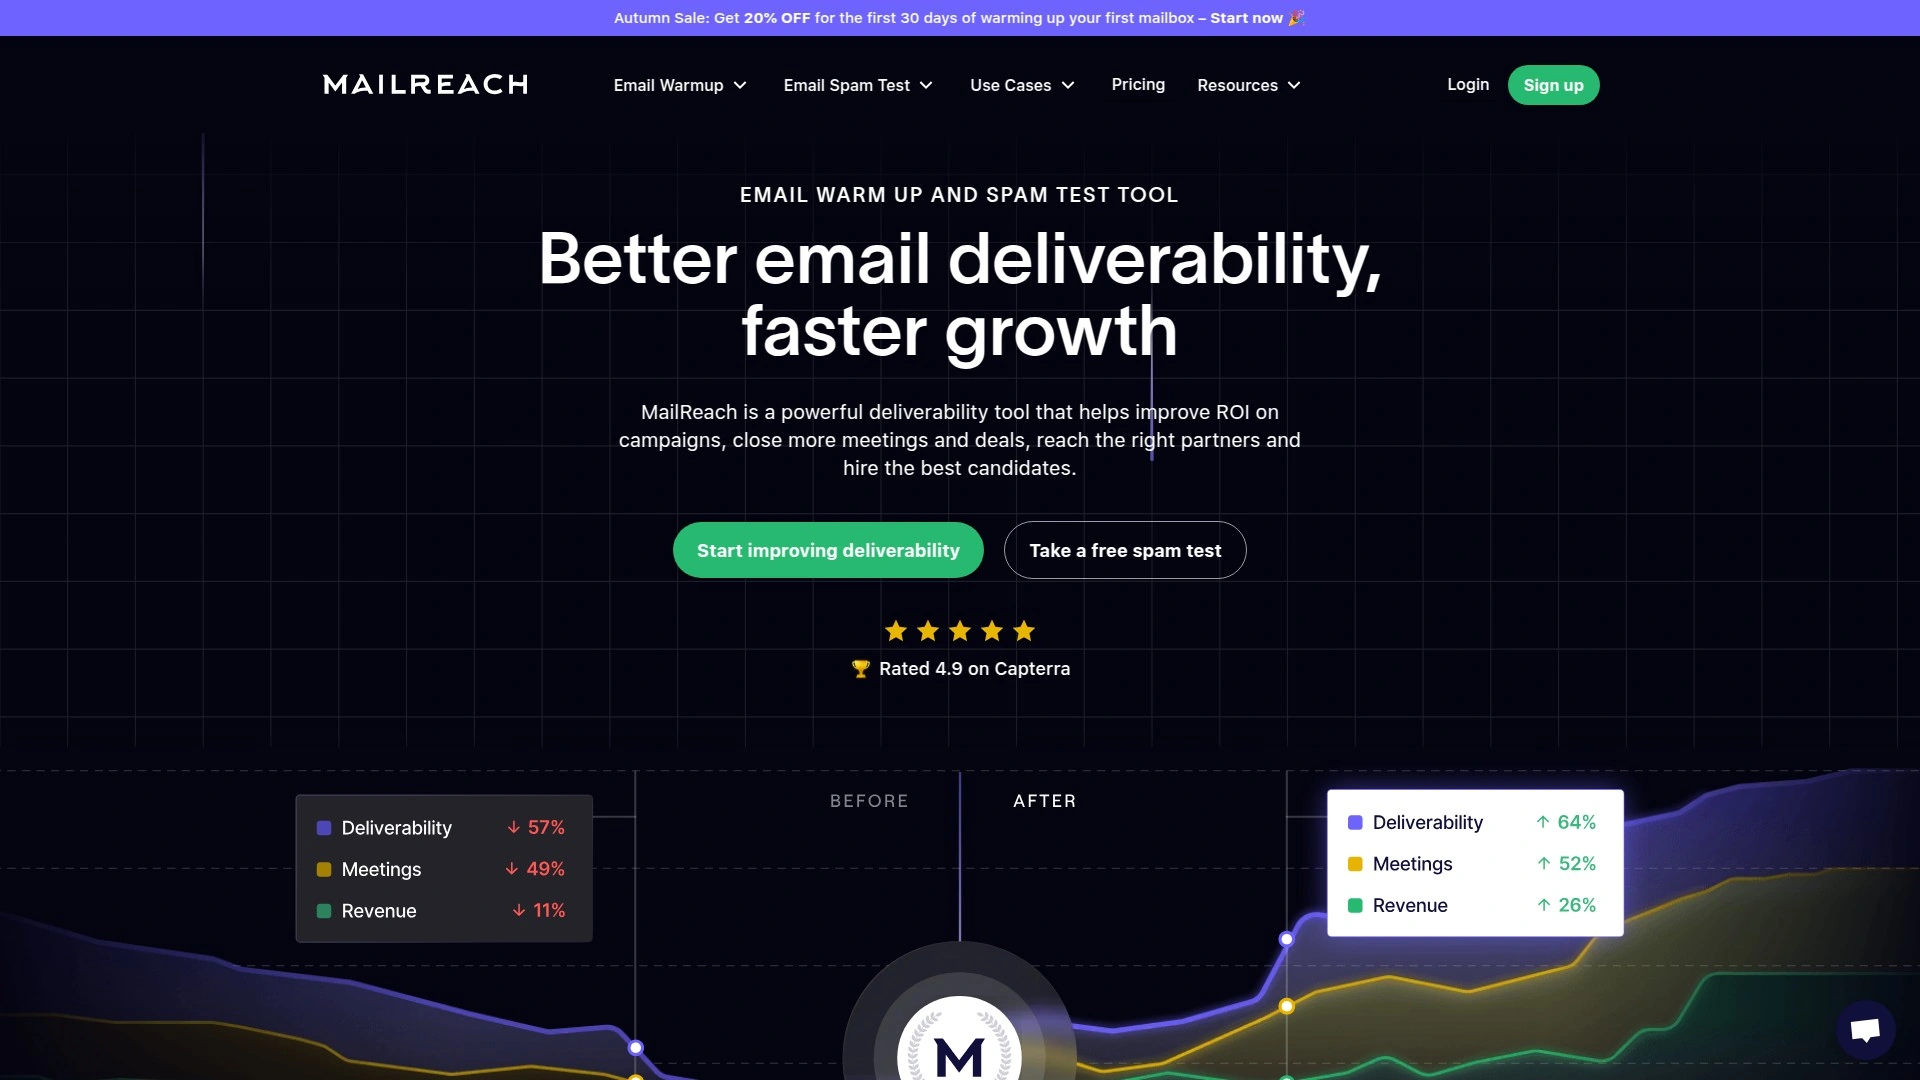 Autumn Sale: Get 20% OFF for the first 30 days of warming up your first mailbox – Start now 🎉
MAILREACH
Email Warmup
Email Spam Test
Use Cases
Pricing
Resources
Login
Sign up
EMAIL WARM UP AND SPAM TEST TOOL
Better email deliverability,
faster growth
MailReach is a powerful deliverability tool that helps improve ROI on
campaigns, close more meetings and deals, reach the right partners and
hire the best candidates.
Start improving deliverability
Take a free spam test
🏆 Rated 4.9 on Capterra
BEFORE
AFTER
Deliverability ↓ 57%
Meetings ↓ 49%
Revenue ↓ 11%
Deliverability ↑ 64%
Meetings ↑ 52%
Revenue ↑ 26%
M